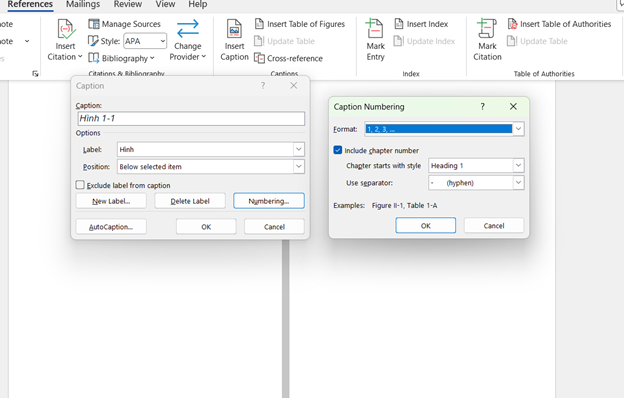 References Mailings Review View Help
note
note
es
Insert Citation
Manage Sources
Style: APA
Bibliography
Change Provider
Citations & Bibliography
Insert Caption
Insert Table of Figures
Update Table
Cross-reference
Captions
Mark Entry
Insert Index
Update Index
Index
Mark Citation
Insert Table of Authorities
Update Table
Table of Authorities
Caption ?
Caption:
Hình 1-1
Options
Label: Hình
Position: Below selected item
Exclude label from caption
New Label... Delete Label Numbering...
AutoCaption... OK Cancel
Caption Numbering ?
Format: 1, 2, 3, ...
Include chapter number
Chapter starts with style Heading 1
Use separator: - (hyphen)
Examples: Figure II-1, Table 1-A
OK Cancel